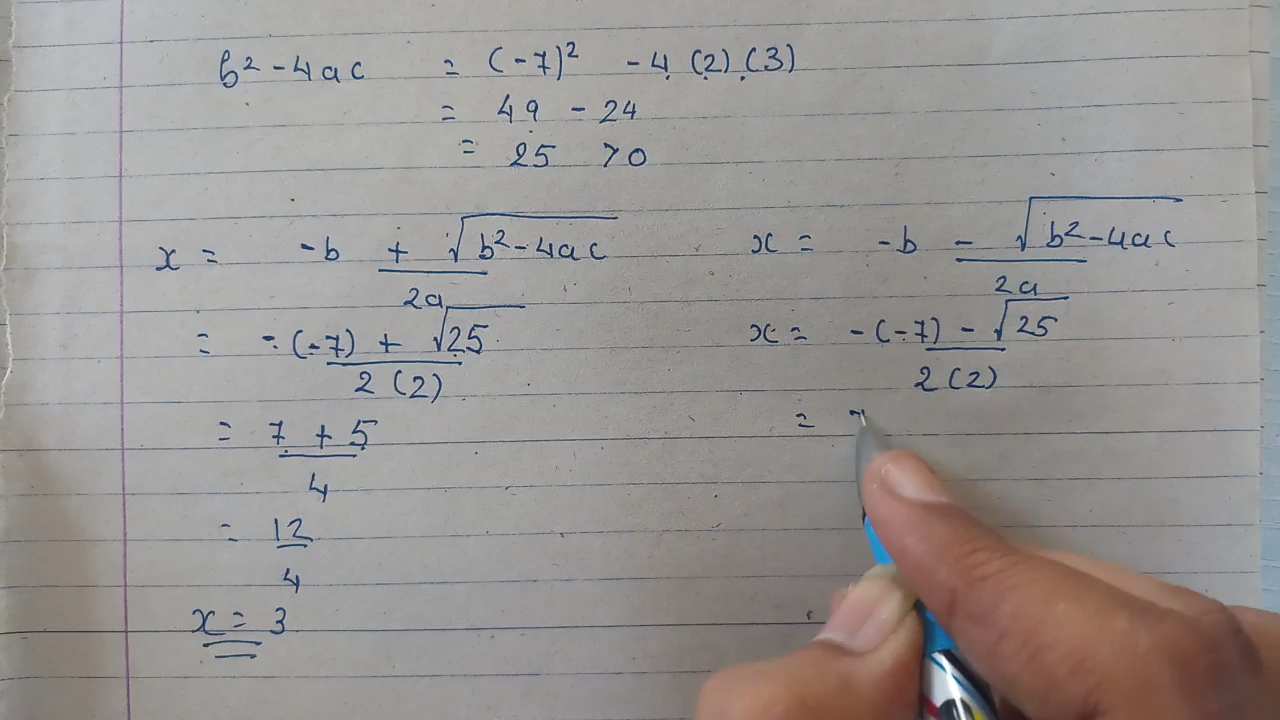 b² - 4ac = (-7)² - 4 (2) (3)
= 49 - 24
= 25 >0
x = -b + √b² - 4ac
2a
= -(-7) + √25
2 (2)
= 7 + 5
4
= 12
4
x = 3
x = -b - √b² - 4ac
2a
x = -(-7) - √25
2 (2)
=